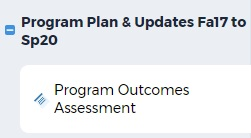 Program Plan & Updates Fa17 to
Sp20
Program Outcomes
Assessment